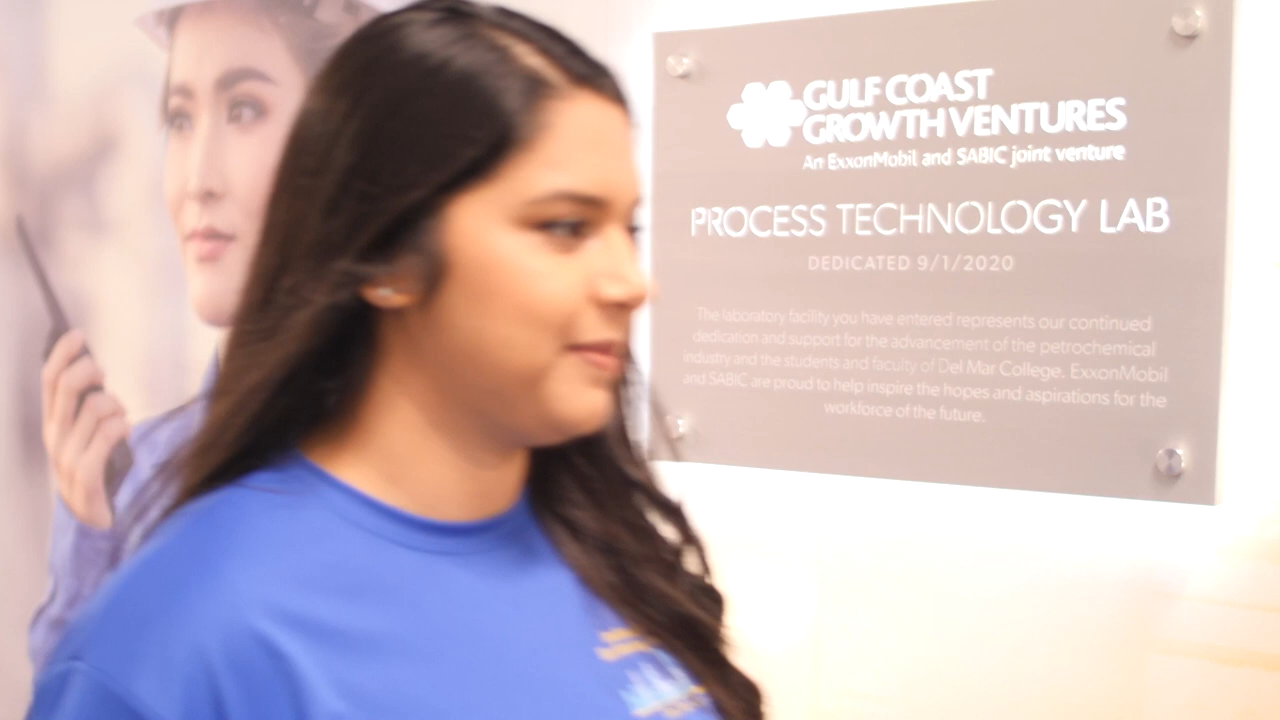 GULF COAST
GROWTH VENTURES
An ExxonMobil and SABIC joint venture
PROCESS TECHNOLOGY LAB
DEDICATED 9/1/2020
The laboratory facility you have entered represents our continued
dedication and support for the advancement of the petrochemical
industry and the students and faculty of Del Mar College. ExxonMobil
and SABIC are proud to help inspire the hopes and aspirations for the
workforce of the future.